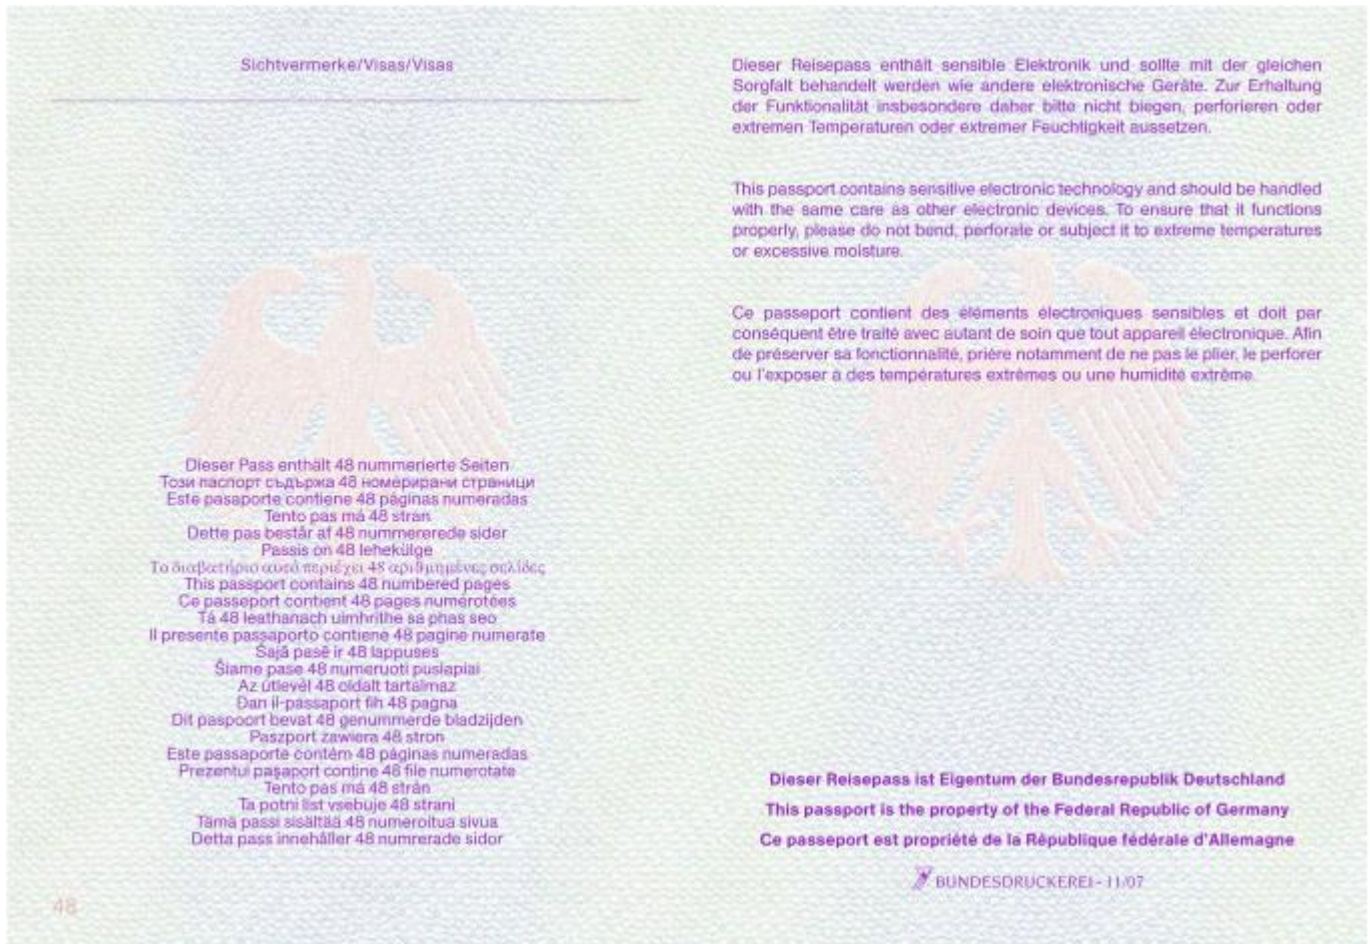 Sichtvermerke/Visas/Visas
Dieser Pass enthält 48 nummerierte Seiten
Този паспорт съдържа 48 номерирани страници
Este pasaporte contiene 48 páginas numeradas
Tento pas má 48 stran
Dette pas består af 48 nummererede sider
Passis on 48 lehekülge
Το διαβατήριο αυτό περιέχει 48 αριθμημένες σελίδες
This passport contains 48 numbered pages
Ce passeport contient 48 pages numérotées
Tá 48 leathanach uimhrithe sa phas seo
Il presente passaporto contiene 48 pagine numerate
Šajā pasē ir 48 lappuses
Šiame pase 48 numeruoti puslapiai
Az útlevél 48 oldalt tartalmaz
Dan il-passaport fih 48 paġna
Dit paspoort bevat 48 genummerde bladzijden
Paszport zawiera 48 stron
Este passaporte contém 48 páginas numeradas
Prezentul paşaport contine 48 file numerotate
Tento pas má 48 strán
Ta potni list vsebuje 48 strani
Tämä passi sisältää 48 numeroitua sivua
Detta pass innehåller 48 numrerade sidor
48
Dieser Reisepass enthält sensible Elektronik und sollte mit der gleichen
Sorgfalt behandelt werden wie andere elektronische Geräte. Zur Erhaltung
der Funktionalität insbesondere daher bitte nicht biegen, perforieren oder
extremen Temperaturen oder extremer Feuchtigkeit aussetzen.
This passport contains sensitive electronic technology and should be handled
with the same care as other electronic devices. To ensure that it functions
properly, please do not bend, perforate or subject it to extreme temperatures
or excessive moisture.
Ce passeport contient des éléments électroniques sensibles et doit par
conséquent être traité avec autant de soin que tout appareil électronique. Afin
de préserver sa fonctionnalité, prière notamment de ne pas le plier, le perforer
ou l'exposer à des températures extrêmes ou une humidité extrême.
Dieser Reisepass ist Eigentum der Bundesrepublik Deutschland
This passport is the property of the Federal Republic of Germany
Ce passeport est propriété de la République fédérale d'Allemagne
BUNDESDRUCKEREI - 11/07